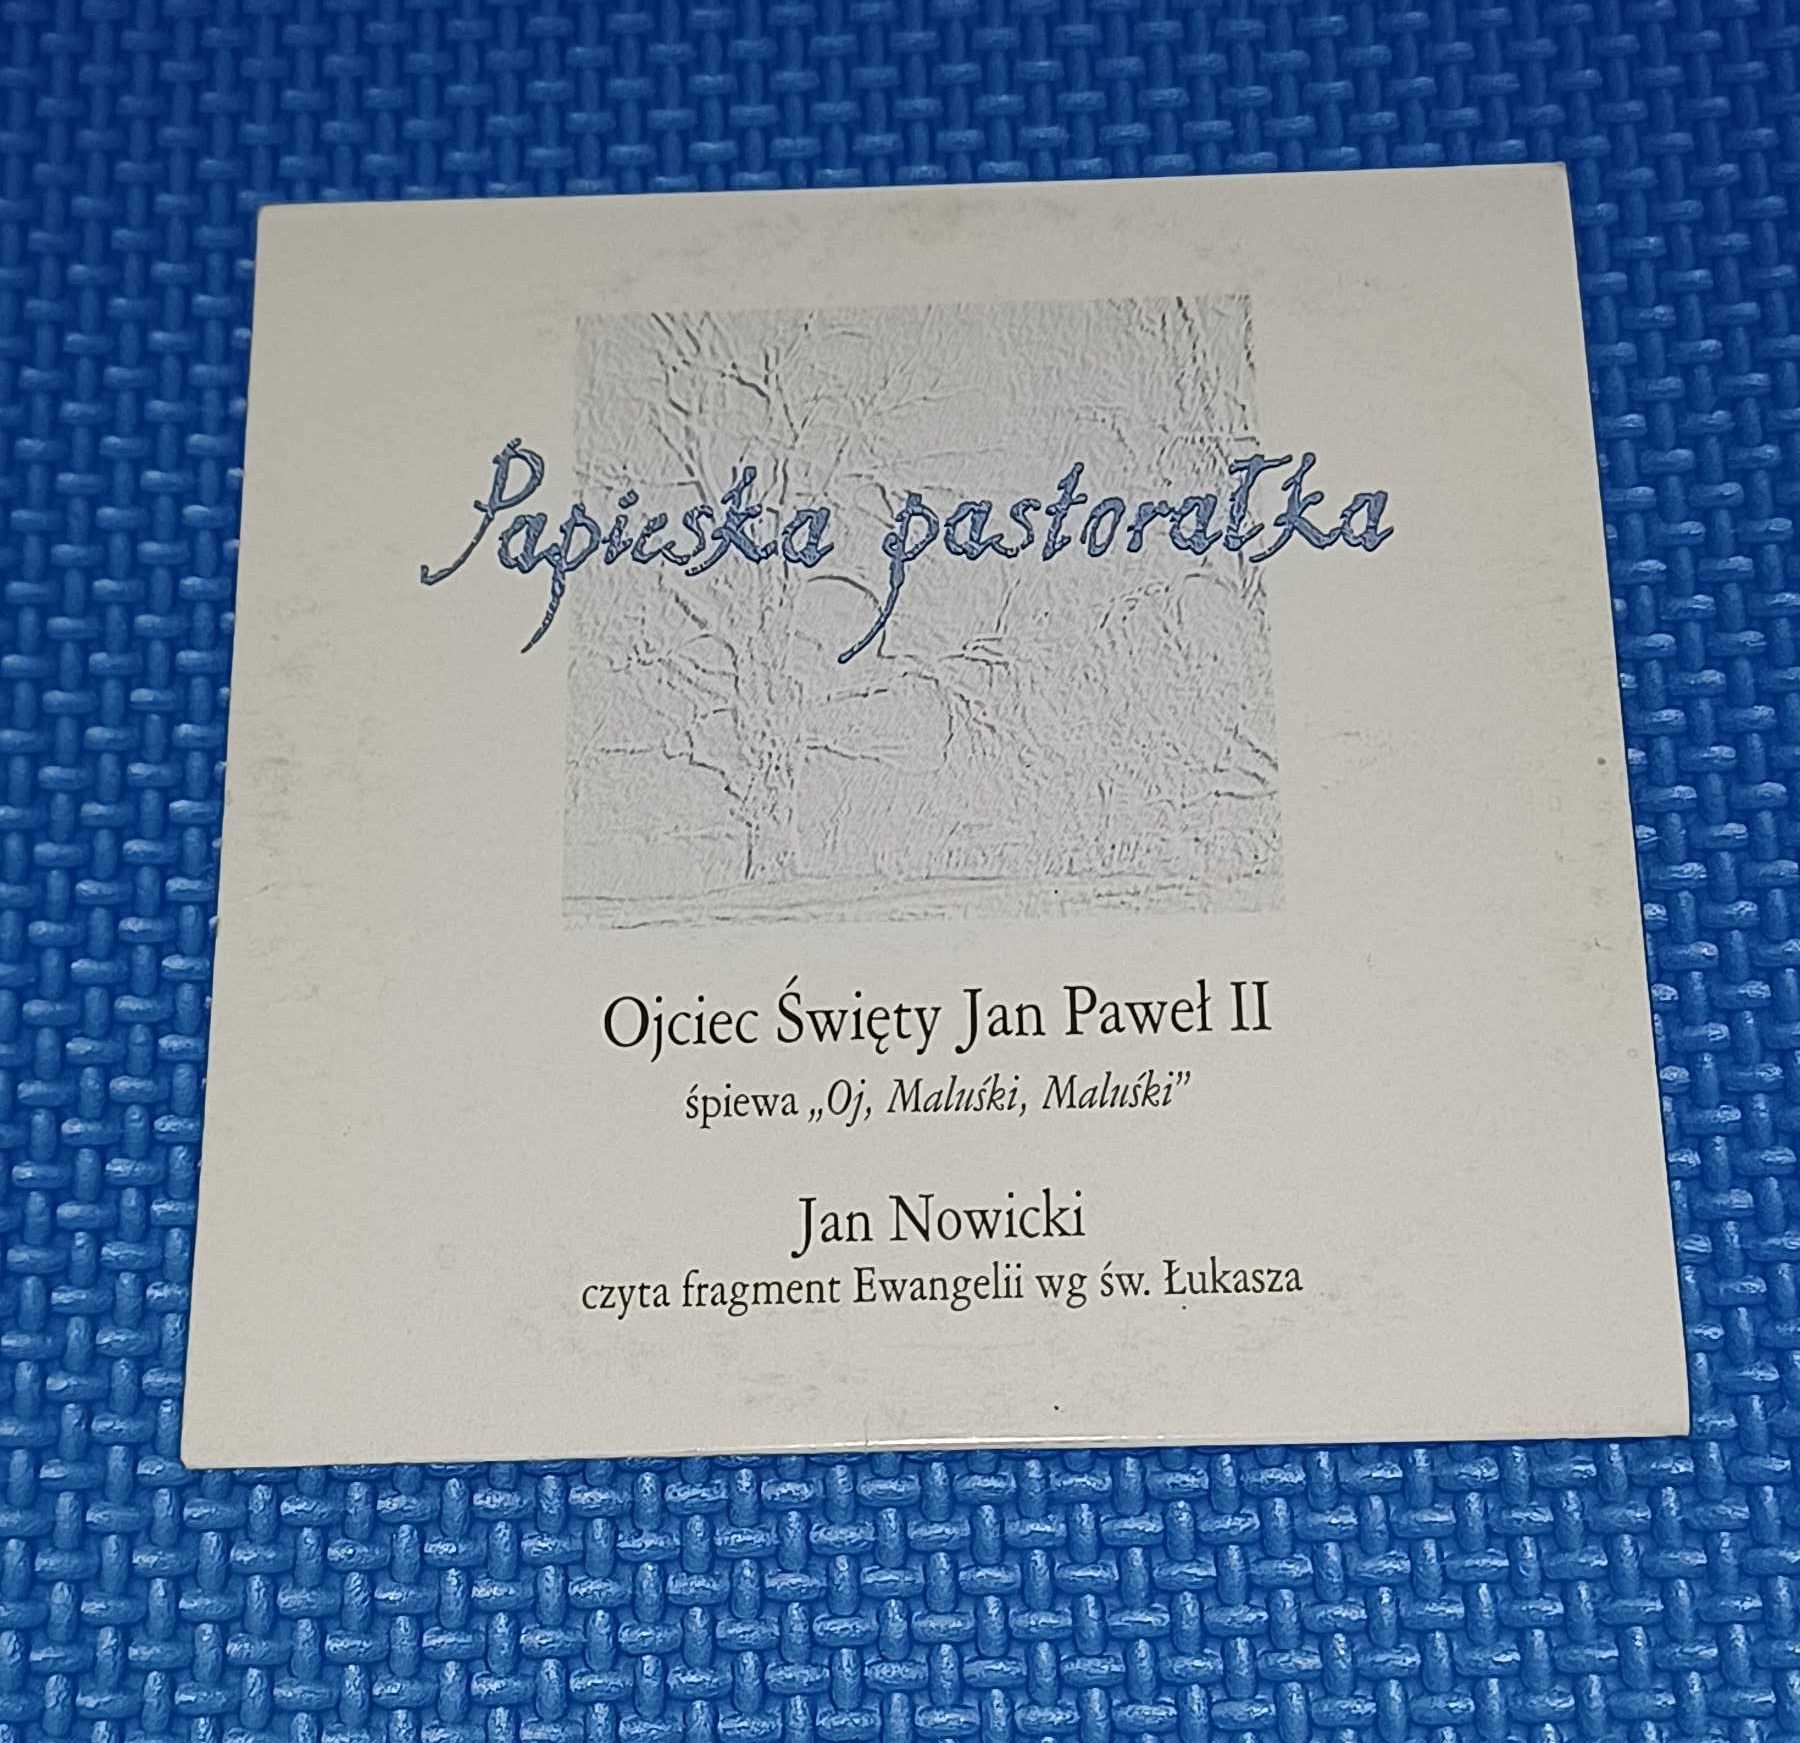 Papieska pastorałka
Ojciec Święty Jan Paweł II
śpiewa „Oj, Maluśki, Maluśki”
Jan Nowicki
czyta fragment Ewangelii wg św. Łukasza